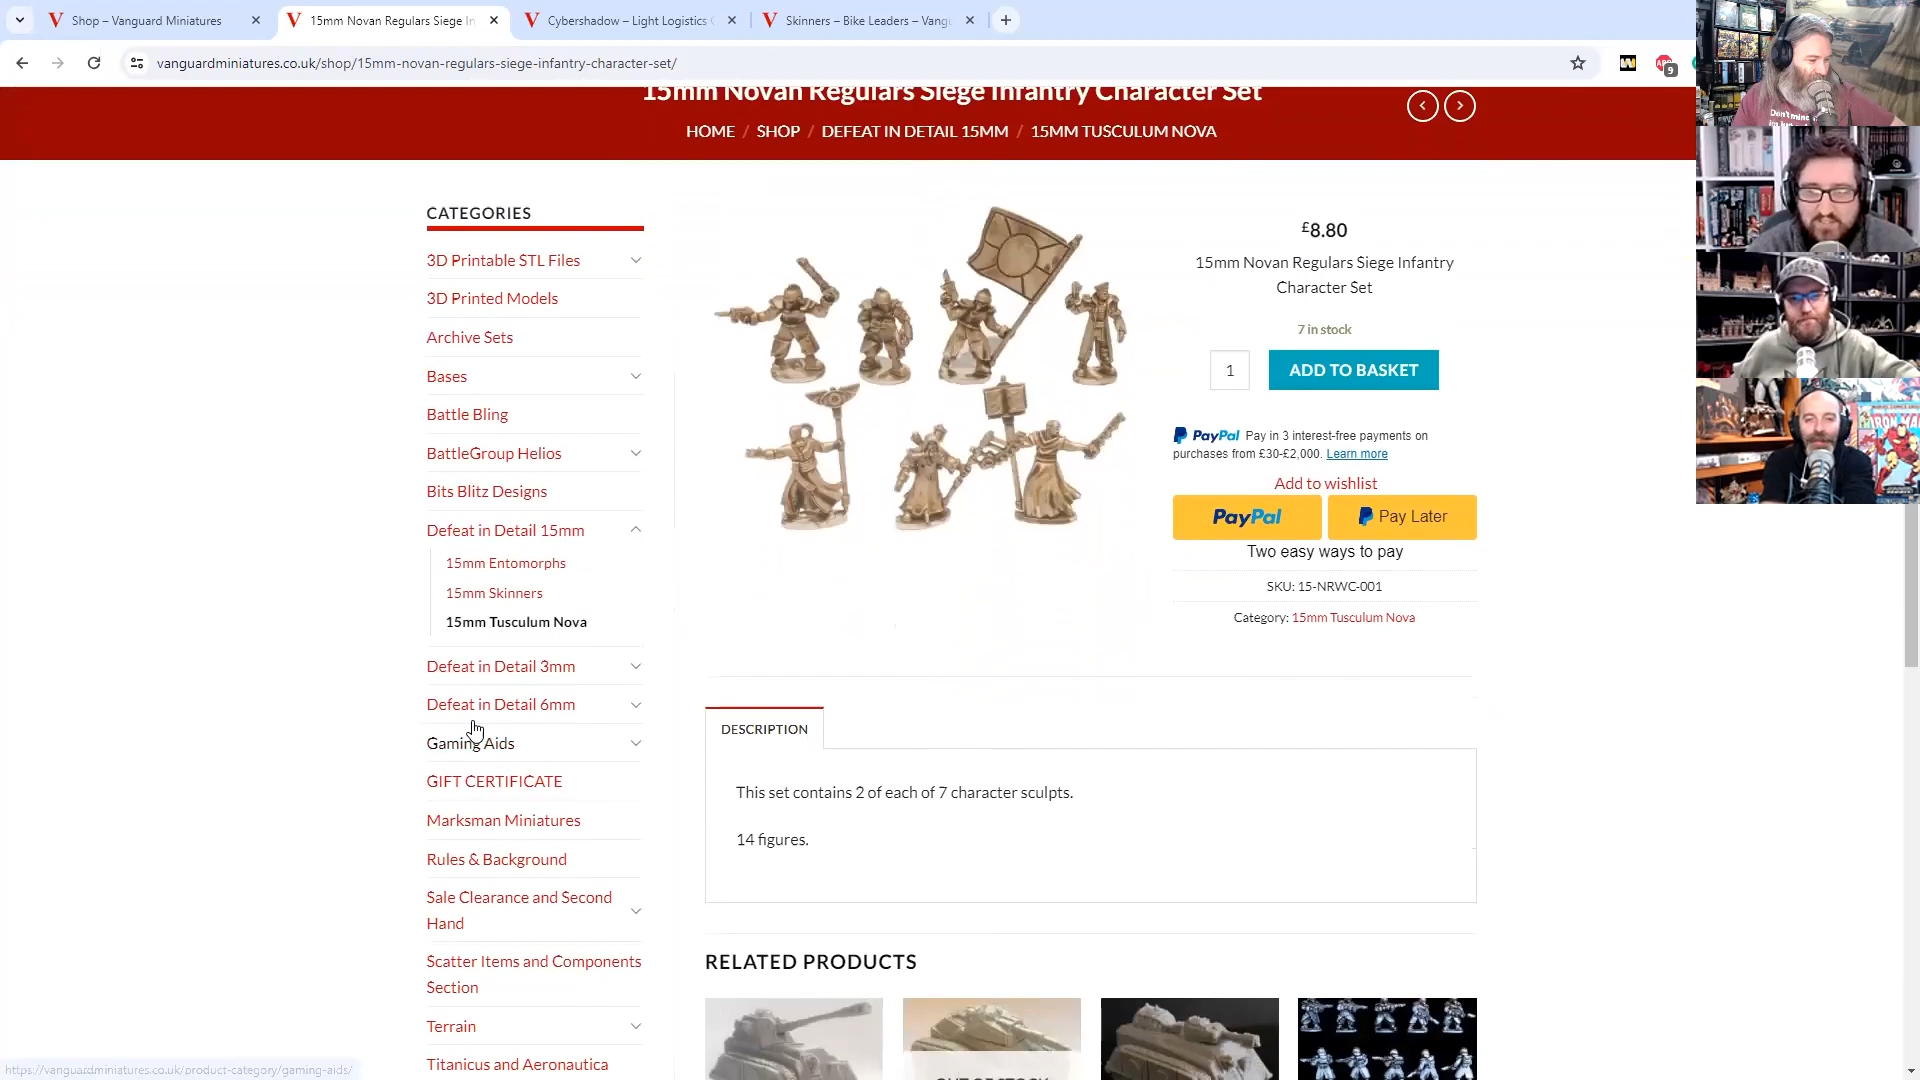 Shop – Vanguard Miniatures
15mm Novan Regulars Siege In
Cybershadow – Light Logistics
Skinners – Bike Leaders – Vang
vanguardminiatures.co.uk/shop/15mm-novan-regulars-siege-infantry-character-set/
9
15mm Novan Regulars Siege Infantry Character Set
HOME / SHOP / DEFEAT IN DETAIL 15MM / 15MM TUSCULUM NOVA
CATEGORIES
3D Printable STL Files
3D Printed Models
Archive Sets
Bases
Battle Bling
BattleGroup Helios
Bits Blitz Designs
Defeat in Detail 15mm
15mm Entomorphs
15mm Skinners
15mm Tusculum Nova
Defeat in Detail 3mm
Defeat in Detail 6mm
Gaming Aids
GIFT CERTIFICATE
Marksman Miniatures
Rules & Background
Sale Clearance and Second
Hand
Scatter Items and Components
Section
Terrain
Titanicus and Aeronautica
£8.80
15mm Novan Regulars Siege Infantry
Character Set
7 in stock
1
ADD TO BASKET
PayPal Pay in 3 interest-free payments on
purchases from £30-£2,000. Learn more
Add to wishlist
PayPal
Pay Later
Two easy ways to pay
SKU: 15-NRWC-001
Category: 15mm Tusculum Nova
DESCRIPTION
This set contains 2 of each of 7 character sculpts.
14 figures.
RELATED PRODUCTS
OUT OF STOCK
https://vanguardminiatures.co.uk/product-category/gaming-aids/
Don't mind
IRON MAN